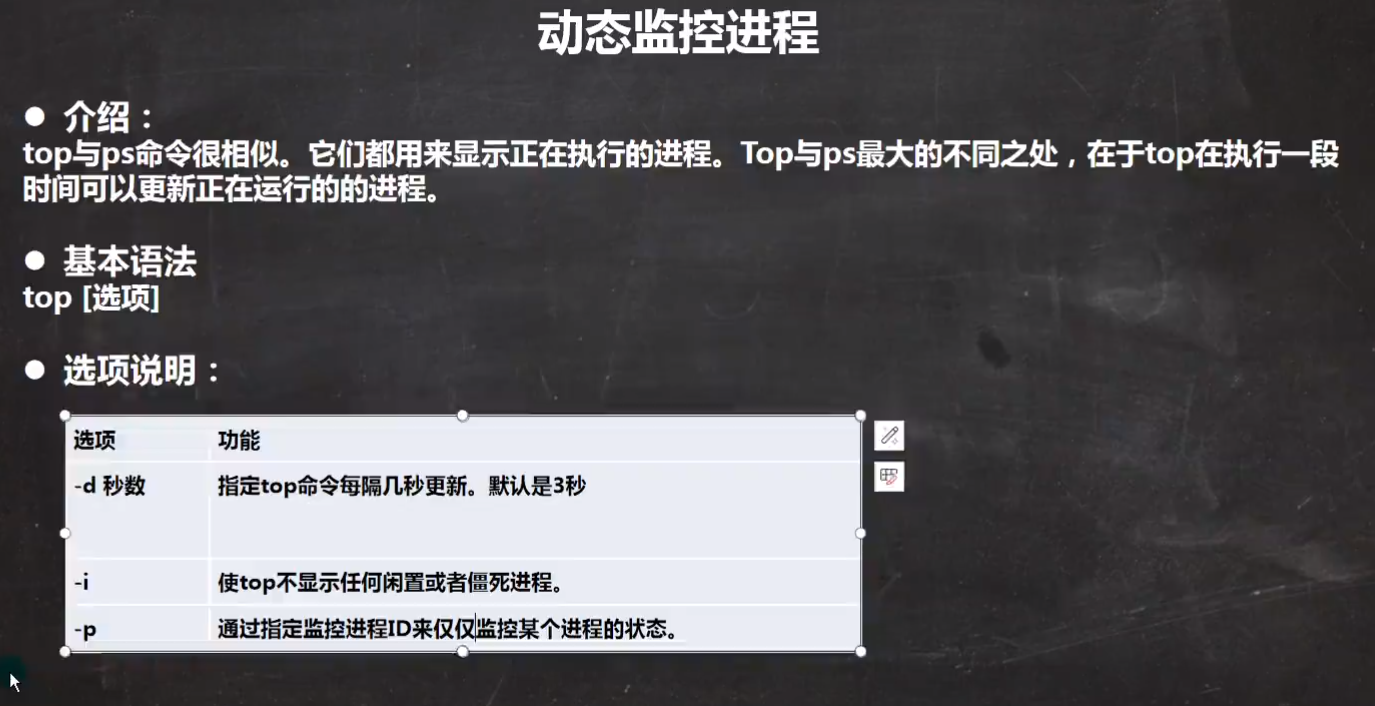 动态监控进程
● 介绍：
top与ps命令很相似。它们都用来显示正在执行的进程。Top与ps最大的不同之处，在于top在执行一段
时间可以更新正在运行的的进程。
● 基本语法
top [选项]
● 选项说明：
选项 功能
-d 秒数 指定top命令每隔几秒更新。默认是3秒
-i 使top不显示任何闲置或者僵死进程。
-p 通过指定监控进程ID来仅仅监控某个进程的状态。